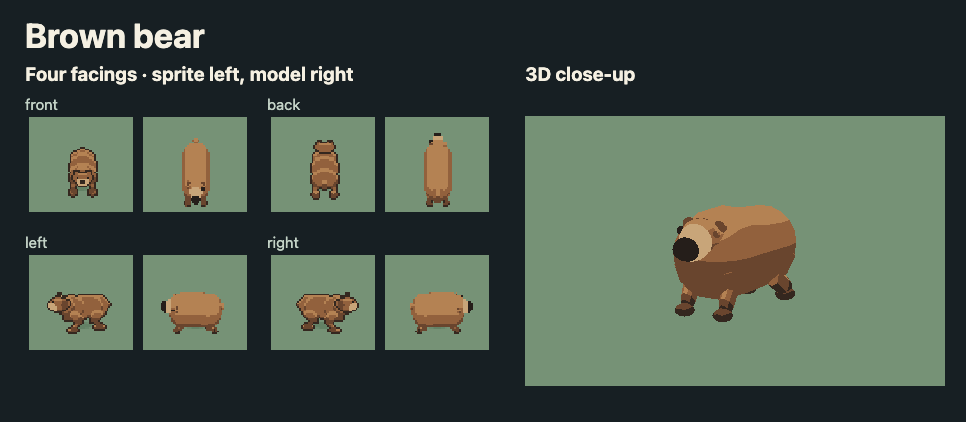 Brown bear
Four facings · sprite left, model right
3D close-up
front
back
left
right